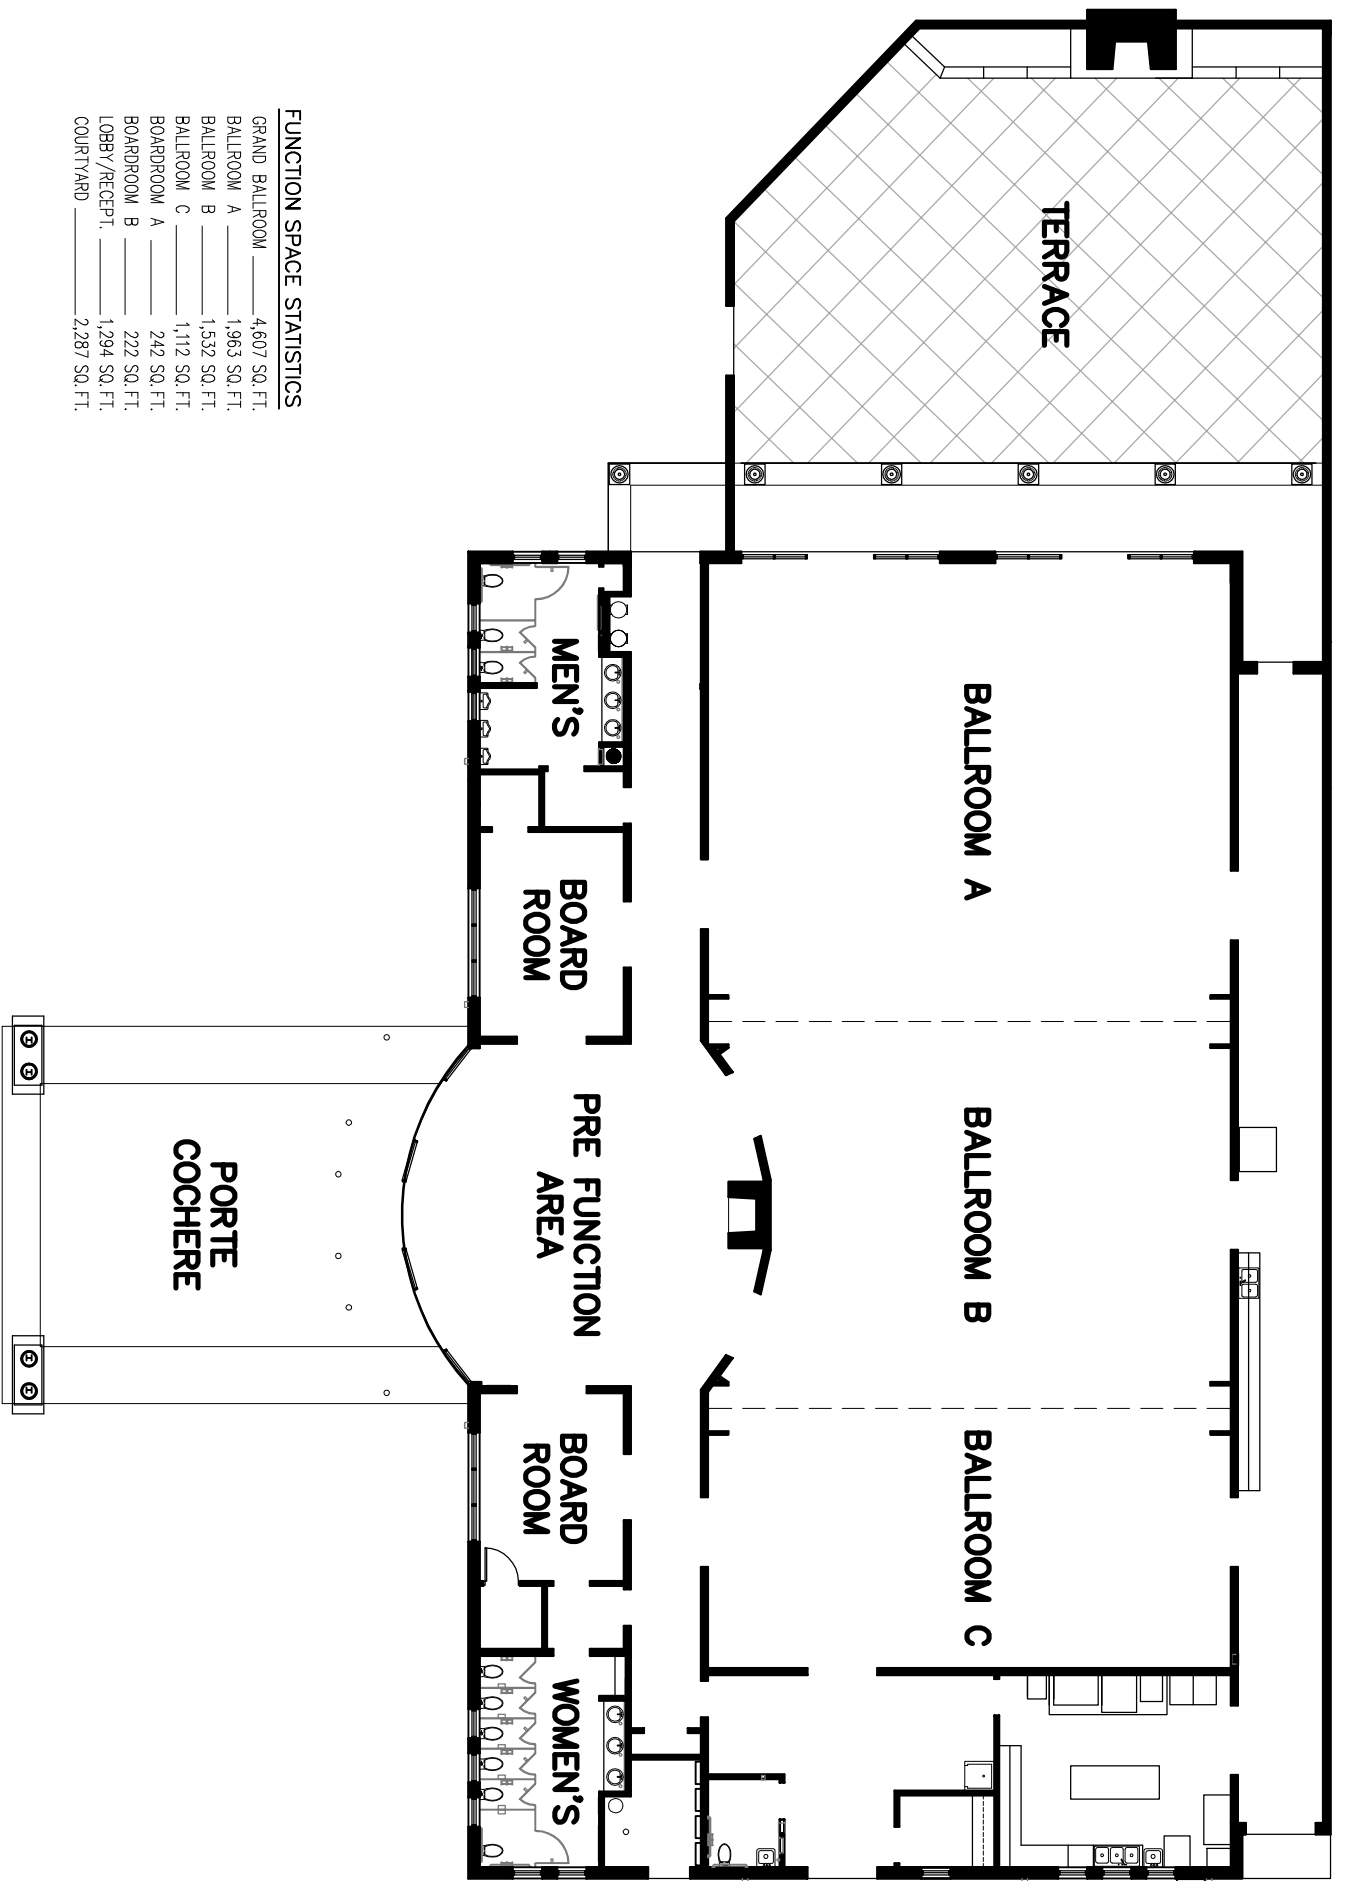 TERRACE
FUNCTION SPACE STATISTICS
GRAND BALLROOM 4,607 SQ.FT.
BALLROOM A 1,963 SQ.FT.
BALLROOM B 1,532 SQ.FT.
BALLROOM C 1,112 SQ.FT.
BOARDROOM A 242 SQ.FT.
BOARDROOM B 222 SQ.FT.
LOBBY/RECEPT. 1,294 SQ.FT.
COURTYARD 2,287 SQ.FT.
MEN'S
BALLROOM A
BOARD
ROOM
BALLROOM B
PRE FUNCTION
AREA
PORTE
COCHERE
BALLROOM C
BOARD
ROOM
WOMEN'S